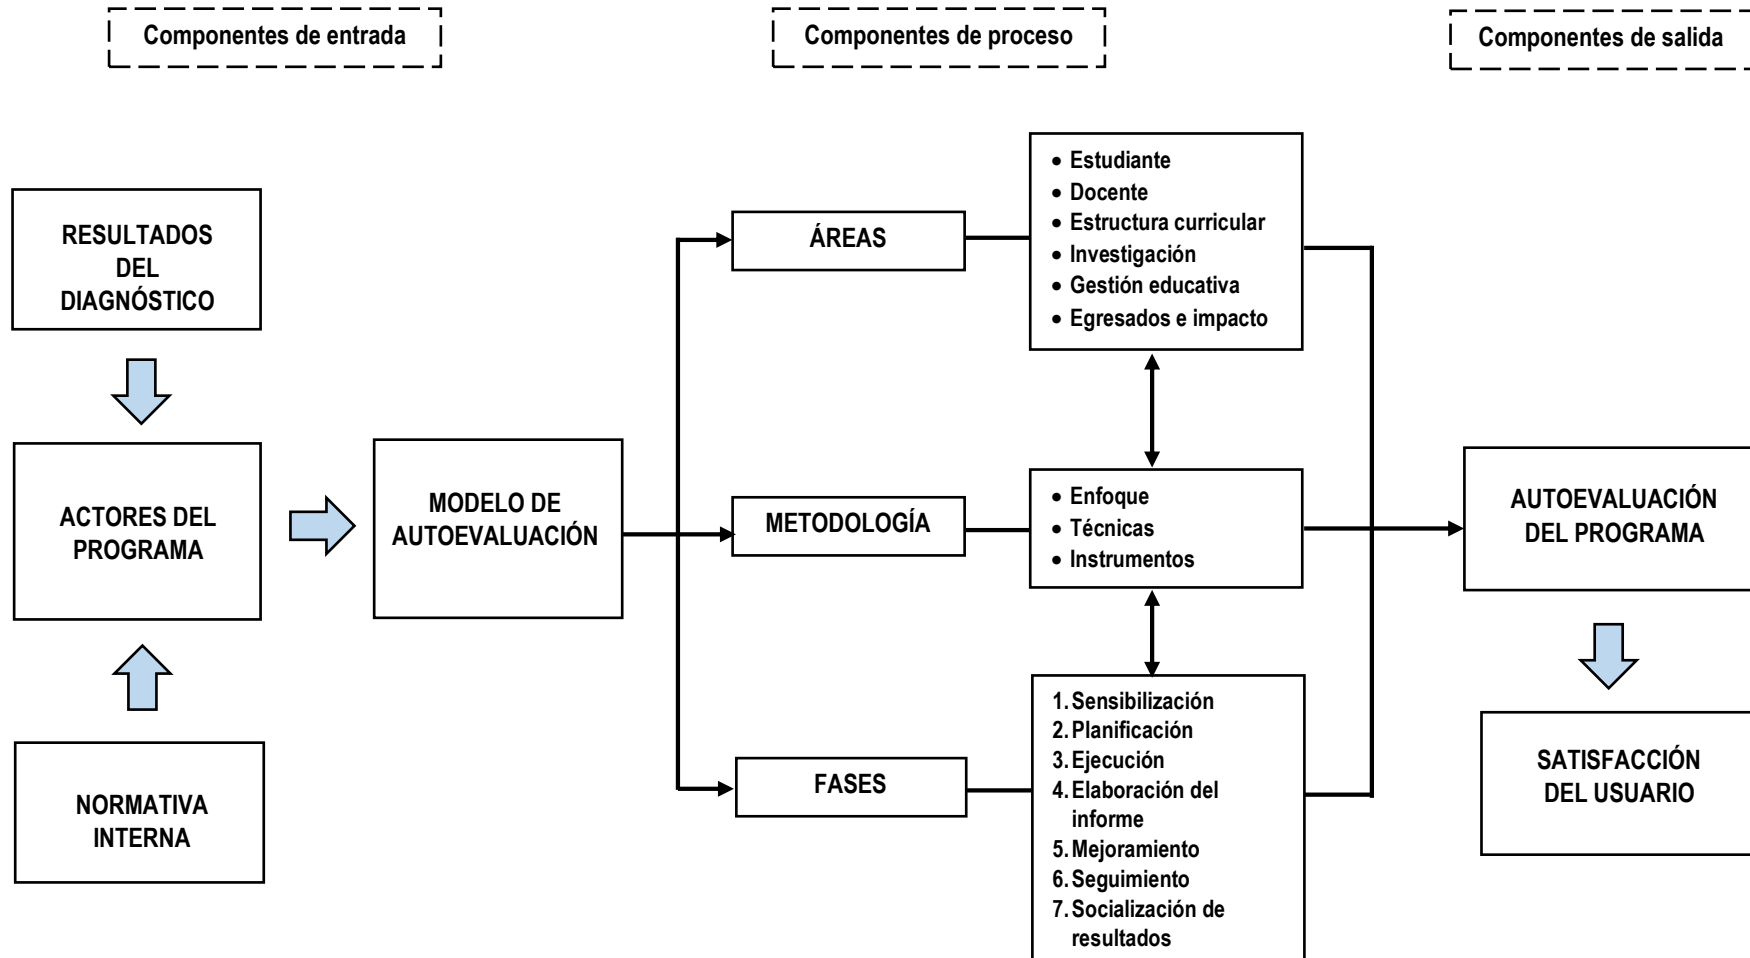 Componentes de entrada
Componentes de proceso
Componentes de salida
RESULTADOS
DEL
DIAGNÓSTICO
ACTORES DEL
PROGRAMA
NORMATIVA
INTERNA
MODELO DE
AUTOEVALUACIÓN
ÁREAS
• Estudiante
• Docente
• Estructura curricular
• Investigación
• Gestión educativa
• Egresados e impacto
METODOLOGÍA
• Enfoque
• Técnicas
• Instrumentos
FASES
1. Sensibilización
2. Planificación
3. Ejecución
4. Elaboración del
informe
5. Mejoramiento
6. Seguimiento
7. Socialización de
resultados
AUTOEVALUACIÓN
DEL PROGRAMA
SATISFACCIÓN
DEL USUARIO